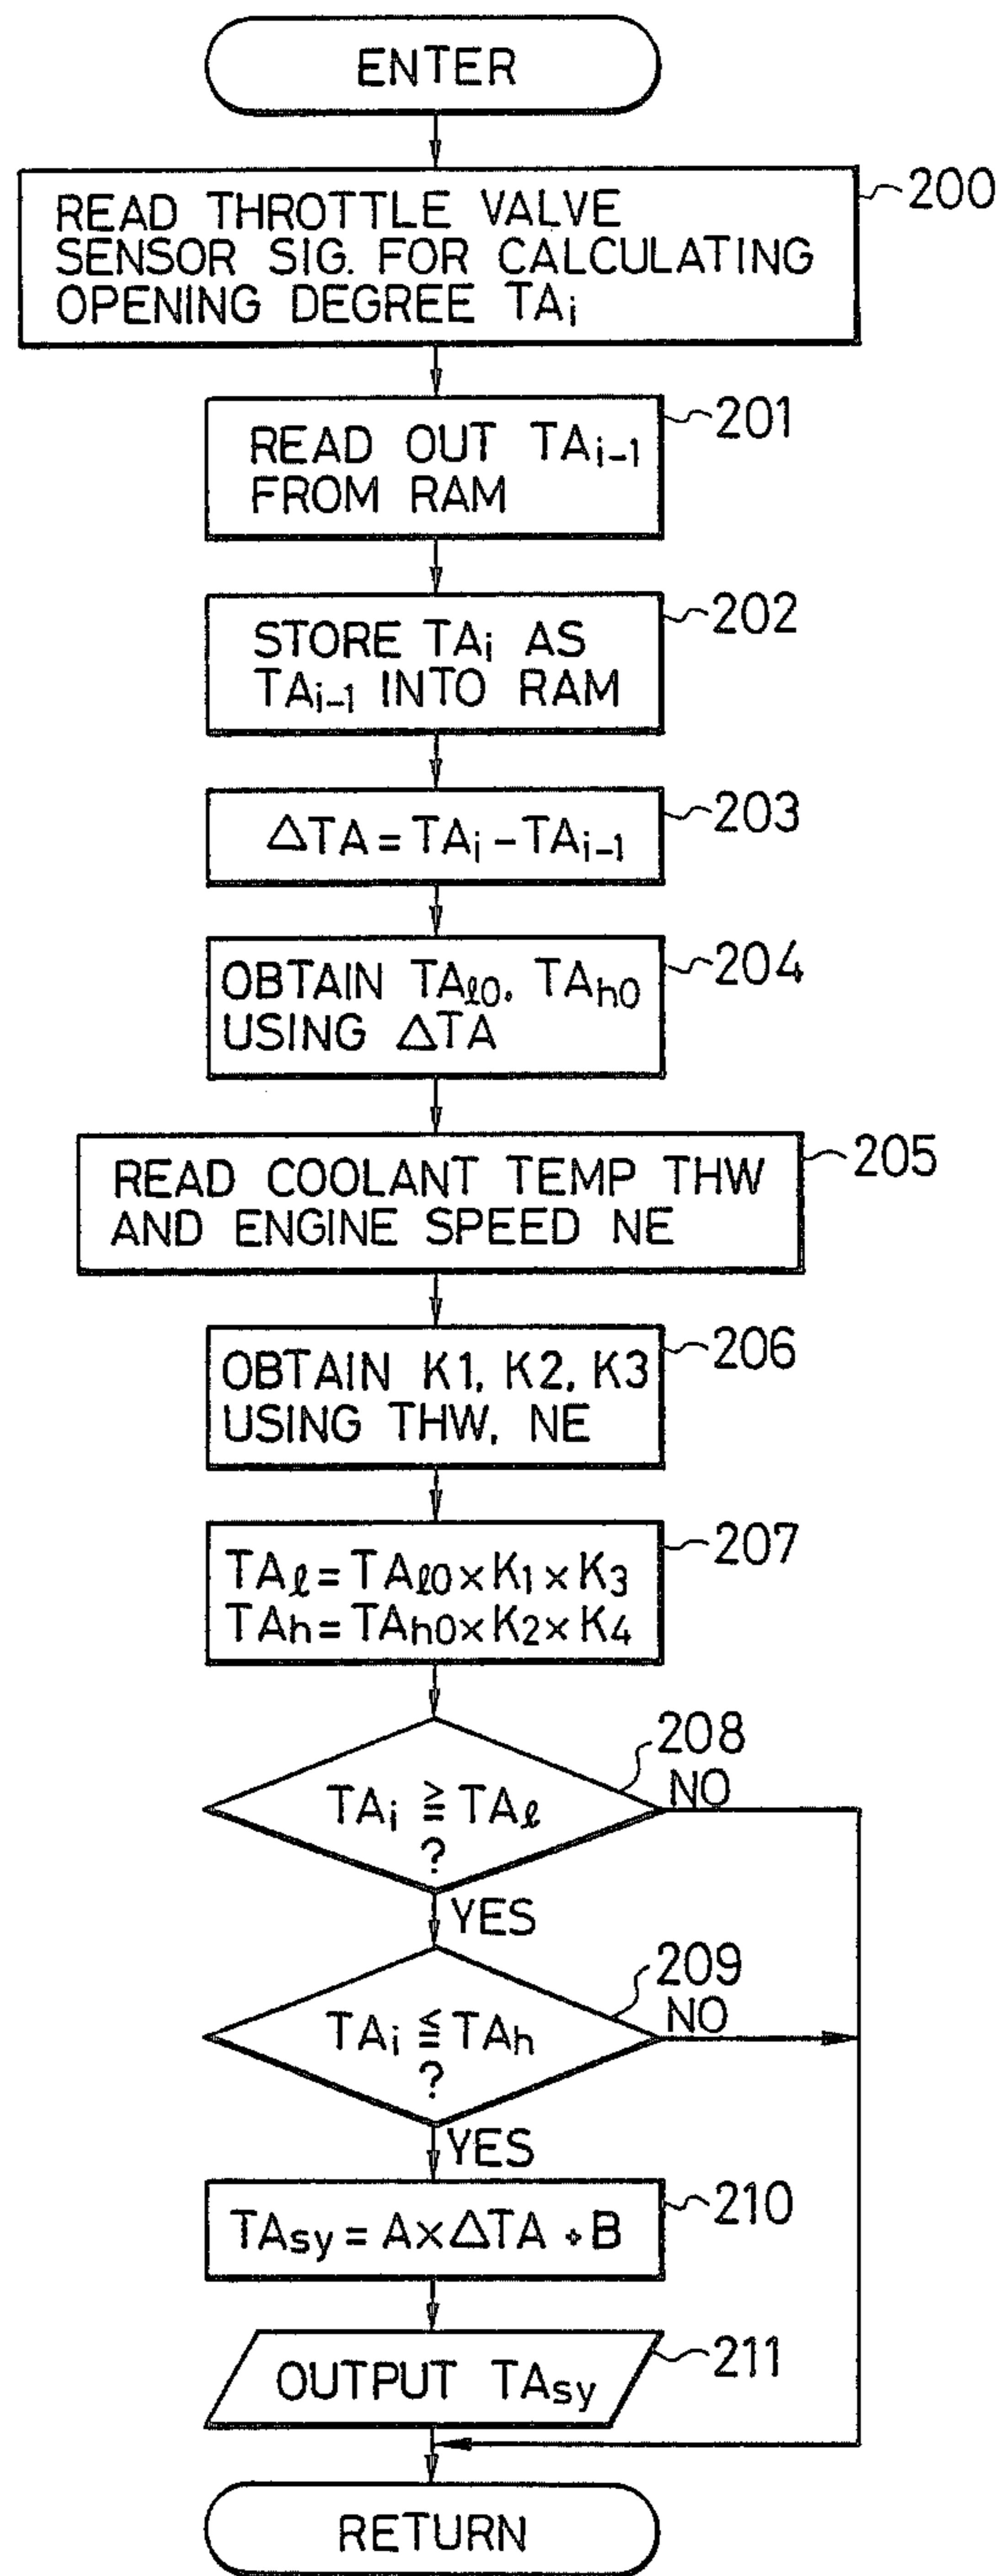 ENTER
200
READ THROTTLE VALVE
SENSOR SIG. FOR CALCULATING
OPENING DEGREE TAi
201
READ OUT TAi-1
FROM RAM
202
STORE TAi AS
TAi-1 INTO RAM
203
△TA = TAi - TAi-1
204
OBTAIN TAℓ0, TAh0
USING △TA
205
READ COOLANT TEMP THW
AND ENGINE SPEED NE
206
OBTAIN K1, K2, K3
USING THW, NE
207
TAℓ = TAℓ0 × K1 × K3
TAh = TAh0 × K2 × K4
208
TAi ≧ TAℓ
?
NO
YES
209
TAi ≦ TAh
?
NO
YES
210
TAsy = A × △TA + B
211
OUTPUT TAsy
RETURN